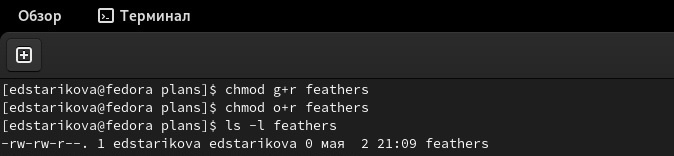 Обзор
Терминал
[edstarikova@fedora plans]$ chmod g+r feathers
[edstarikova@fedora plans]$ chmod o+r feathers
[edstarikova@fedora plans]$ ls -l feathers
-rw-rw-r--. 1 edstarikova edstarikova 0 мая  2 21:09 feathers